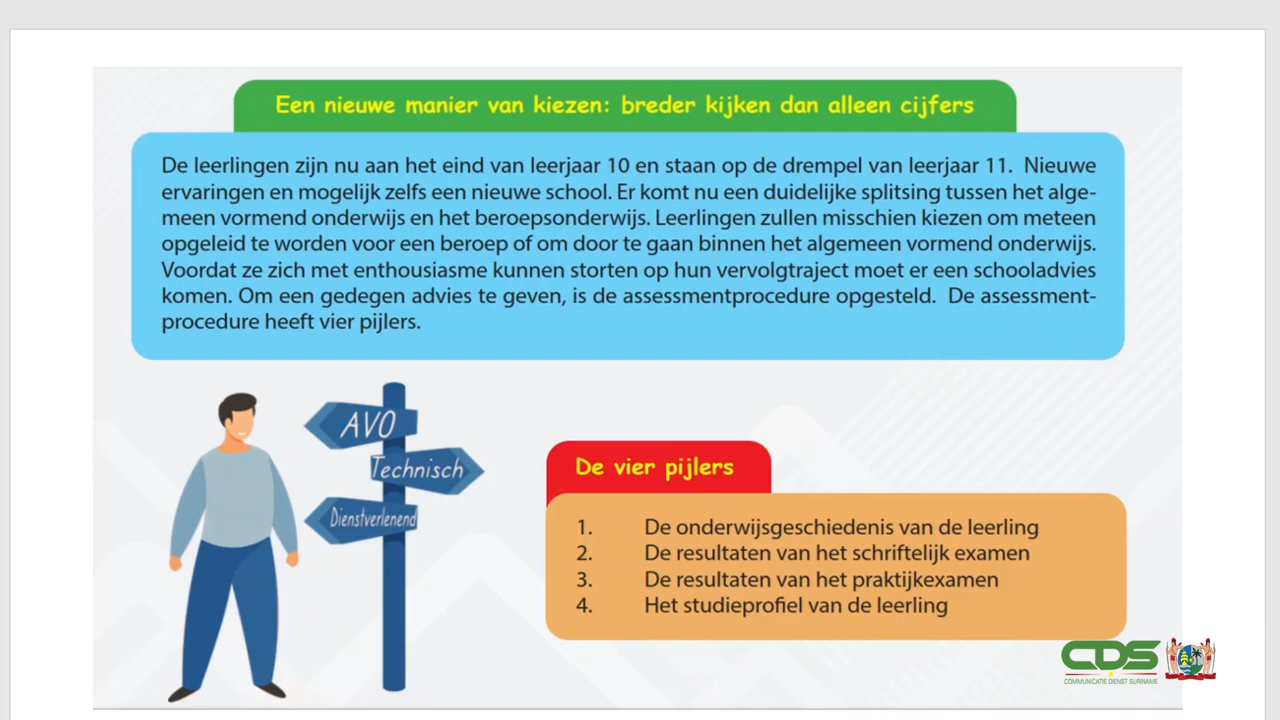 Een nieuwe manier van kiezen: breder kijken dan alleen cijfers
De leerlingen zijn nu aan het eind van leerjaar 10 en staan op de drempel van leerjaar 11. Nieuwe
ervaringen en mogelijk zelfs een nieuwe school. Er komt nu een duidelijke splitsing tussen het alge-
meen vormend onderwijs en het beroepsonderwijs. Leerlingen zullen misschien kiezen om meteen
opgeleid te worden voor een beroep of om door te gaan binnen het algemeen vormend onderwijs.
Voordat ze zich met enthousiasme kunnen storten op hun vervolgtraject moet er een schooladvies
komen. Om een gedegen advies te geven, is de assessmentprocedure opgesteld. De assessment-
procedure heeft vier pijlers.
AVO
Technisch
Dienstverlenend
De vier pijlers
1. De onderwijsgeschiedenis van de leerling
2. De resultaten van het schriftelijk examen
3. De resultaten van het praktijkexamen
4. Het studieprofiel van de leerling
CDS
COMMUNICATIE DIENST SURINAME